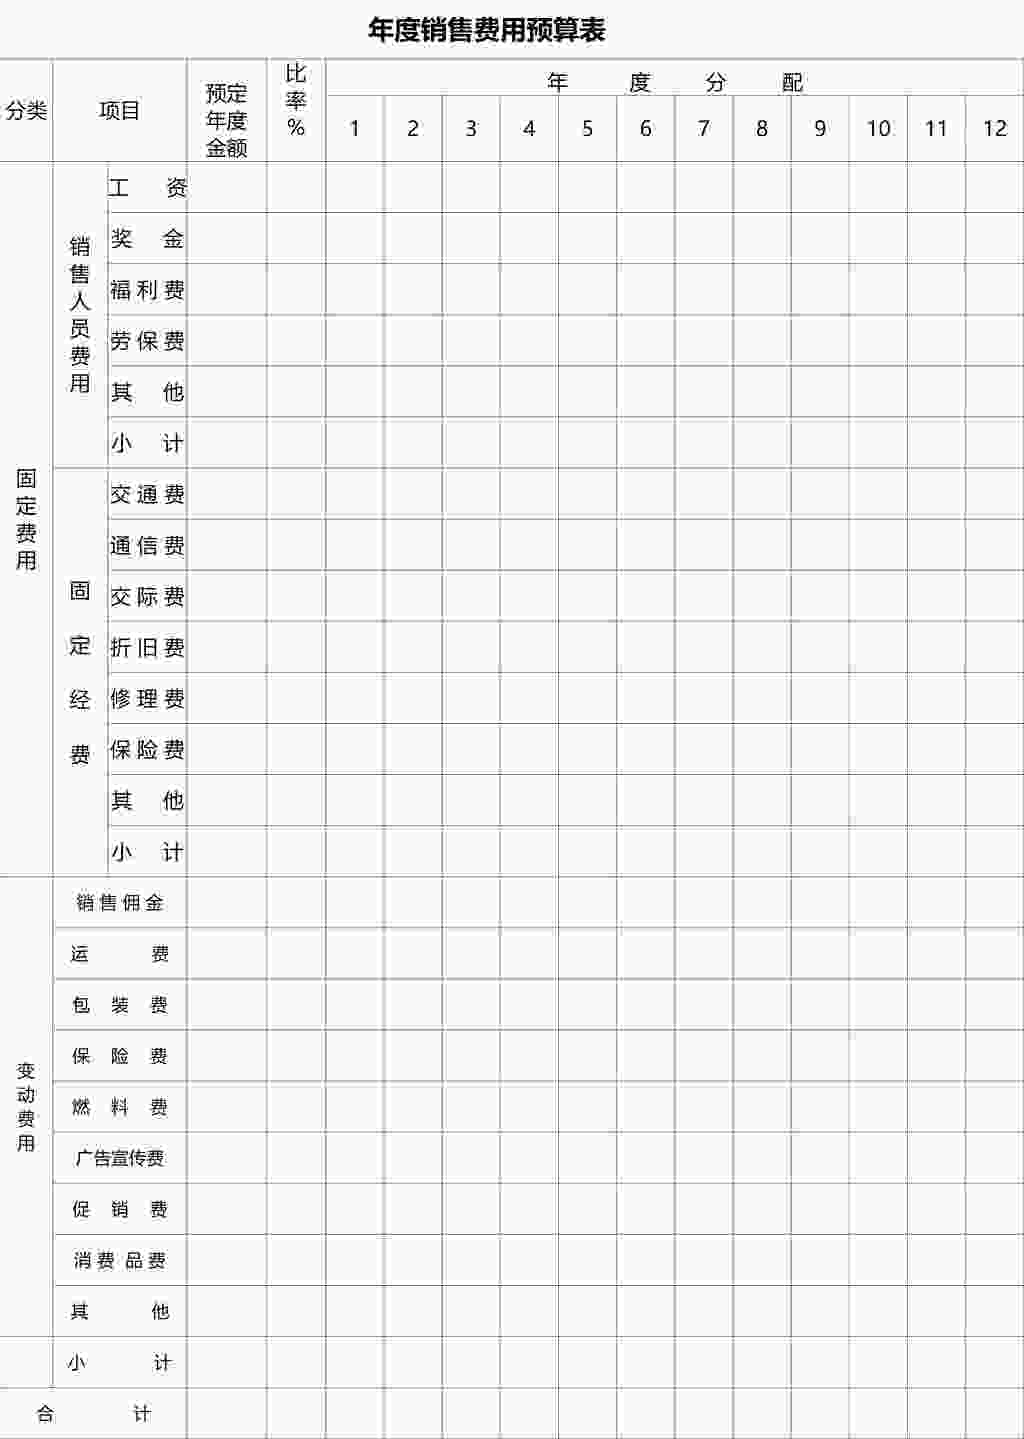 年度销售费用预算表
分类 项目 预定年度金额 比率% 年 度 分 配
1 2 3 4 5 6 7 8 9 10 11 12
固定费用
销售人员费用
工 资
奖 金
福利费
劳保费
其 他
小 计
固定经费
交通费
通信费
交际费
折旧费
修理费
保险费
其 他
小 计
变动费用
销售佣金
运 费
包 装 费
保 险 费
燃 料 费
广告宣传费
促 销 费
消费品费
其 他
小 计
合 计